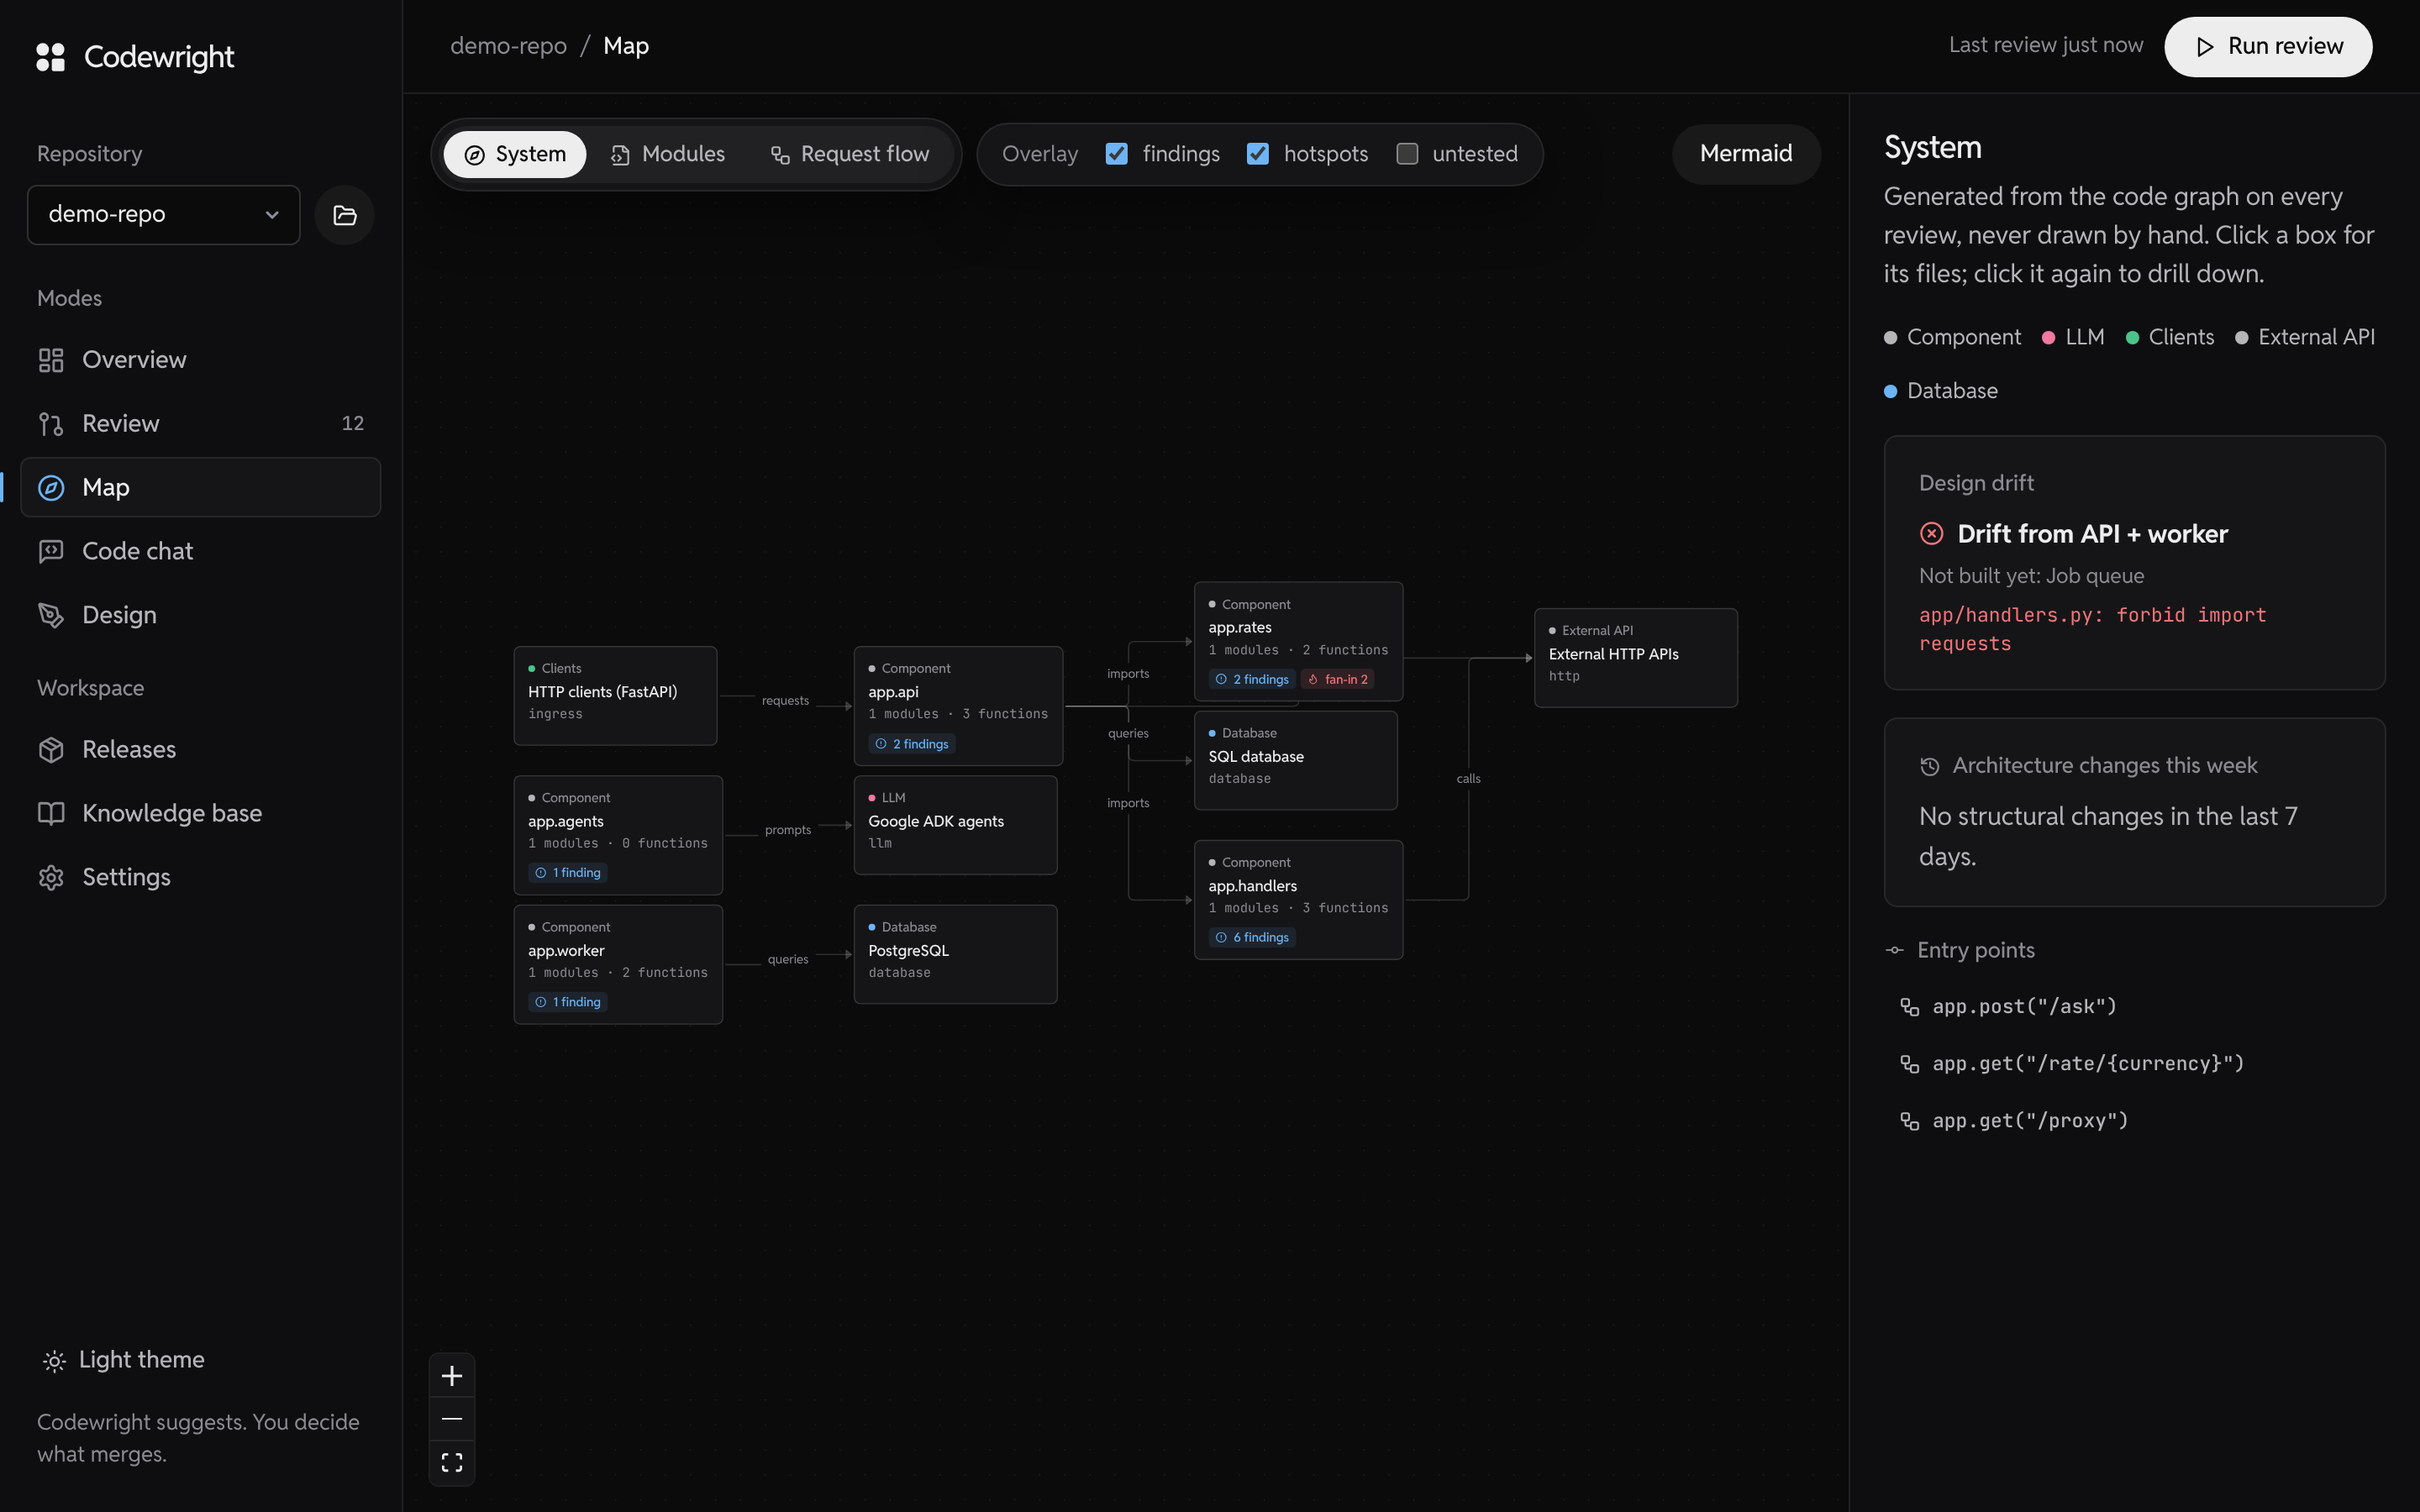 Codewright
Repository
demo-repo
Modes
Overview
Review 12
Map
Code chat
Design
Workspace
Releases
Knowledge base
Settings
Light theme
Codewright suggests. You decide
what merges.
demo-repo / Map
Last review just now
Run review
System
Modules
Request flow
Overlay
findings
hotspots
untested
Mermaid
Clients
HTTP clients (FastAPI)
ingress
requests
Component
app.api
1 modules · 3 functions
2 findings
Component
app.agents
1 modules · 0 functions
1 finding
prompts
LLM
Google ADK agents
llm
Component
app.worker
1 modules · 2 functions
1 finding
queries
Database
PostgreSQL
database
imports
queries
imports
Component
app.rates
1 modules · 2 functions
2 findings
fan-in 2
Database
SQL database
database
Component
app.handlers
1 modules · 3 functions
6 findings
calls
External API
External HTTP APIs
http
System
Generated from the code graph on every
review, never drawn by hand. Click a box for
its files; click it again to drill down.
Component LLM Clients External API
Database
Design drift
Drift from API + worker
Not built yet: Job queue
app/handlers.py: forbid import
requests
Architecture changes this week
No structural changes in the last 7
days.
Entry points
app.post("/ask")
app.get("/rate/{currency}")
app.get("/proxy")